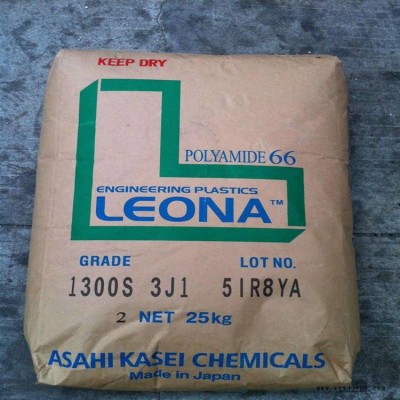 KEEP DRY
POLYAMIDE 66
ENGINEERING PLASTICS
LEONA™
GRADE LOT NO.
1300S 3J1 5IR8YA
2 NET 25kg
ASAHI KASEI CHEMICALS
Made in Japan